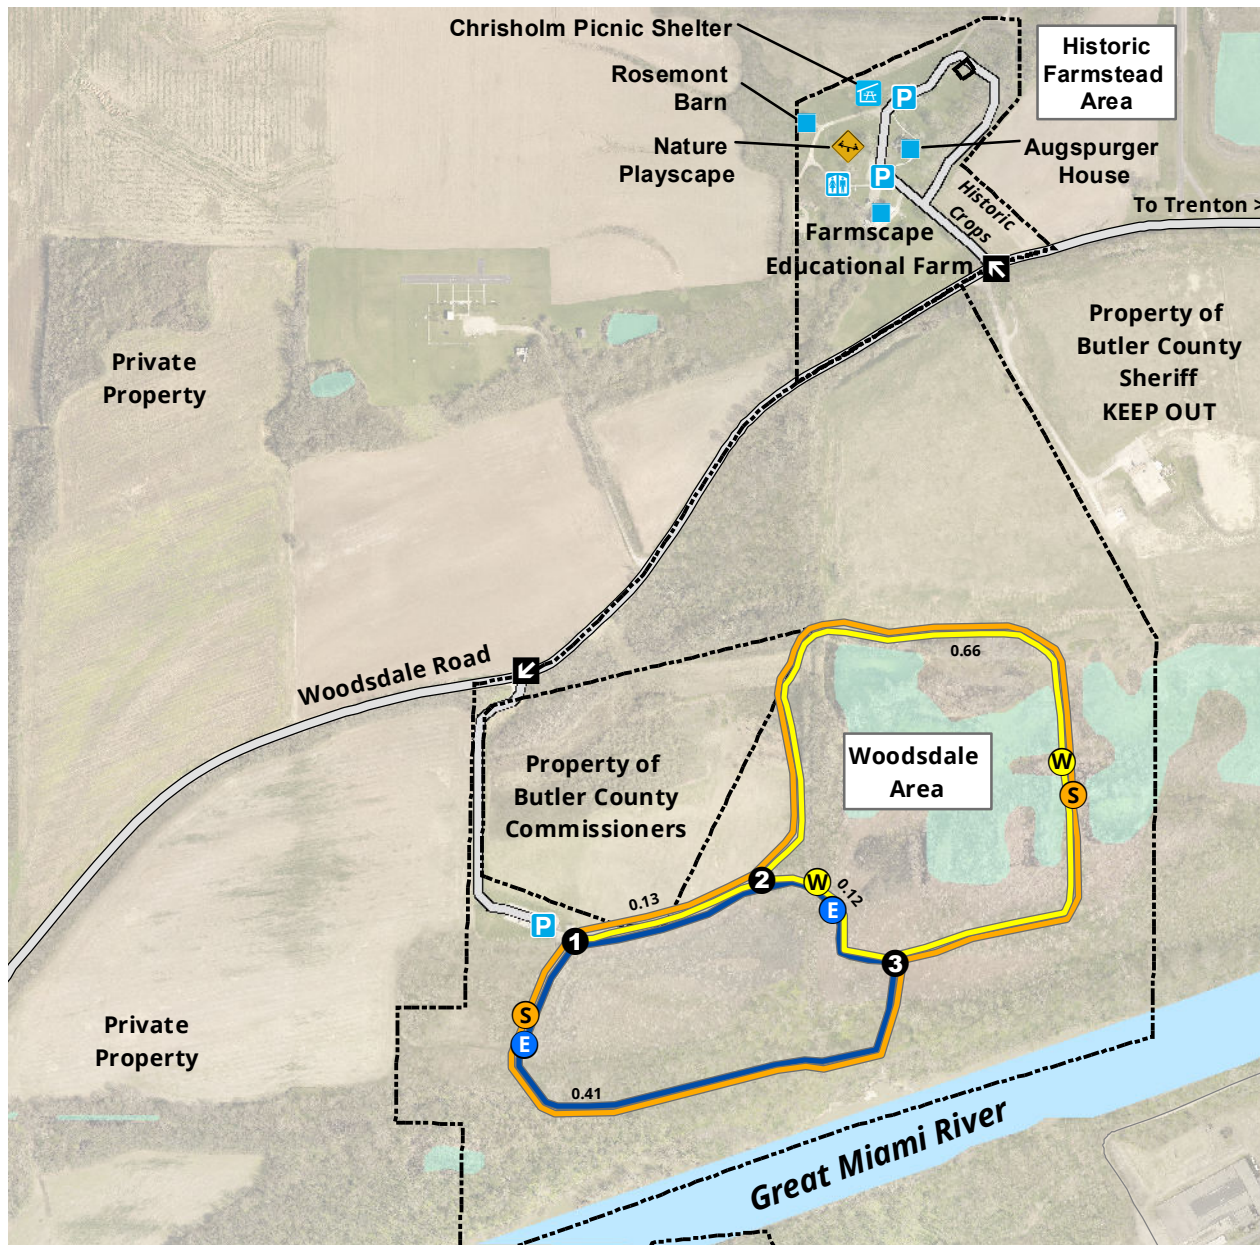 Chrisholm Picnic Shelter
Rosemont
Barn
Nature
Playscape
P
P
Historic
Farmstead
Area
Augspurger
House
Historic
Crops
To Trenton >
Farmscape
Educational Farm
Property of
Butler County
Sheriff
KEEP OUT
Private
Property
Woodsdale Road
0.66
Property of
Butler County
Commissioners
Woodsdale
Area
W
S
2
W
0.12
E
0.13
P
1
3
S
E
0.41
Private
Property
Great Miami River